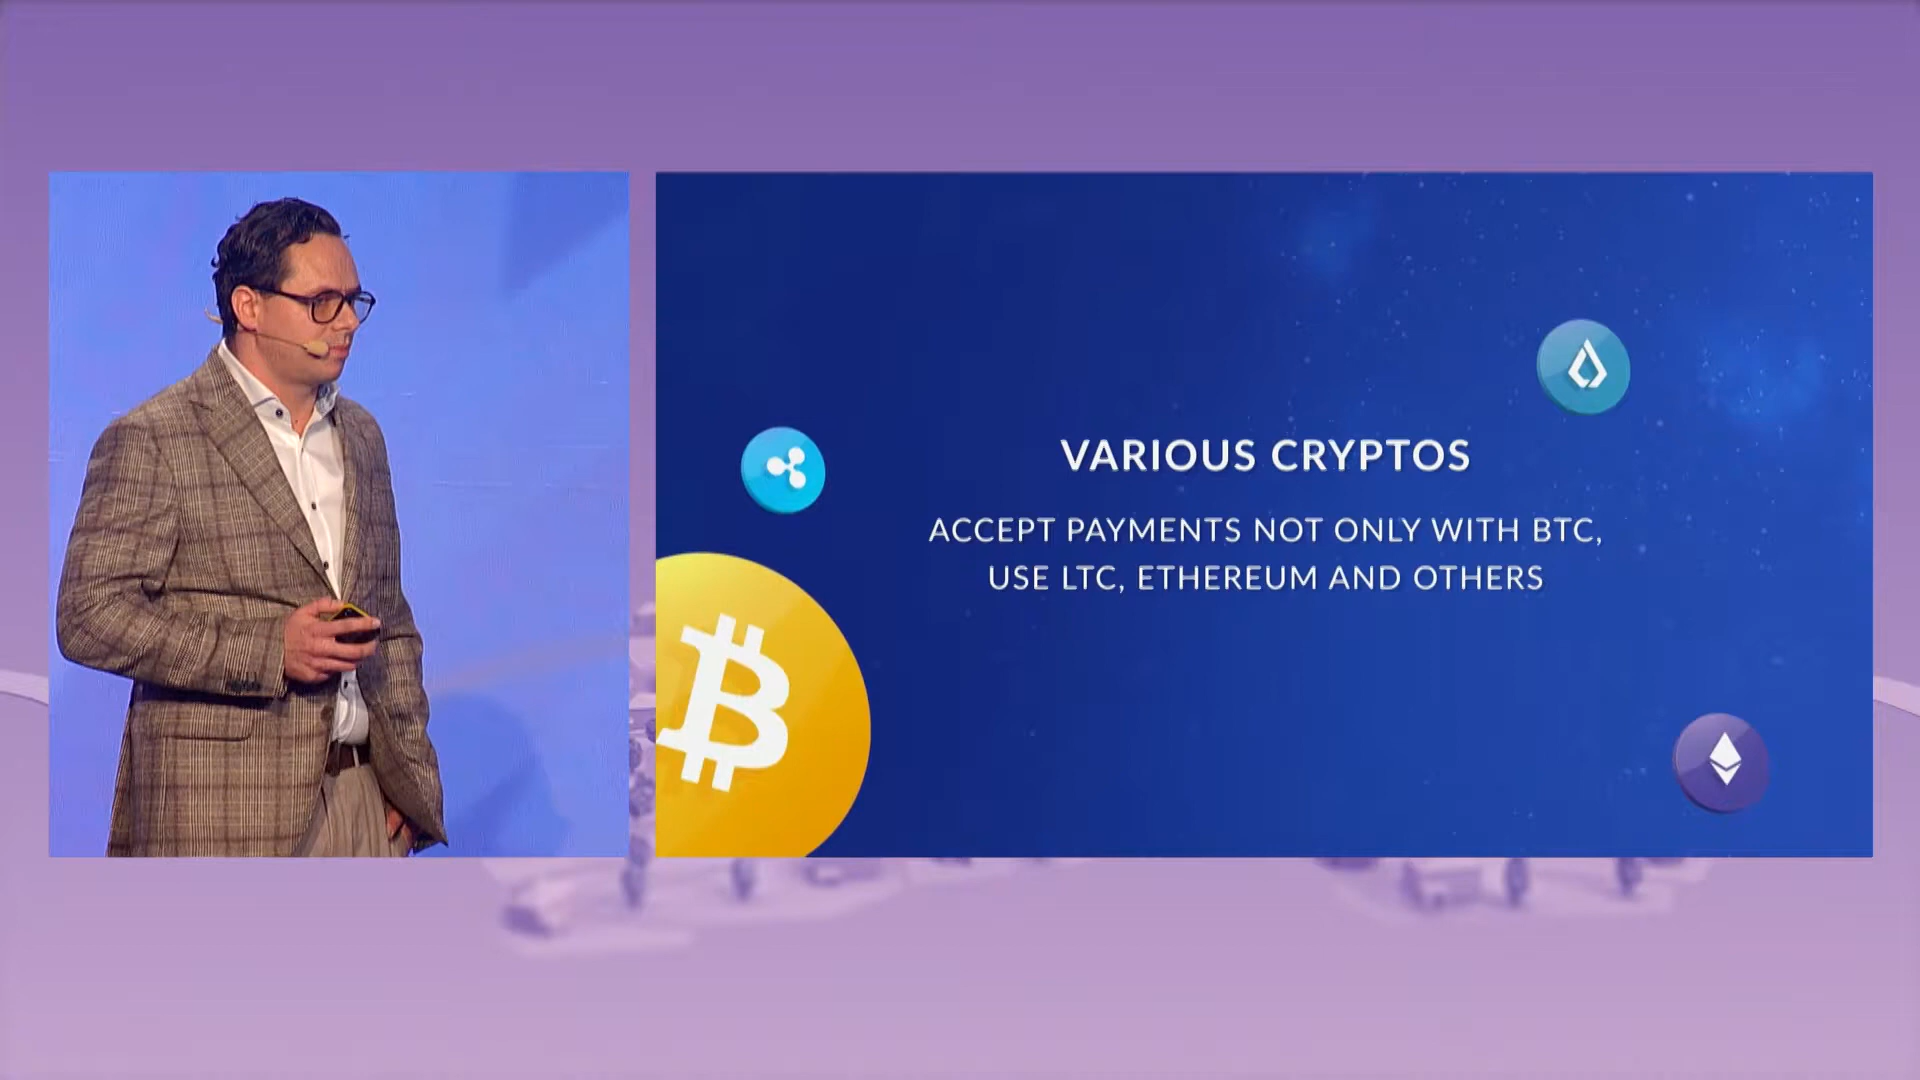 VARIOUS CRYPTOS
ACCEPT PAYMENTS NOT ONLY WITH BTC,
USE LTC, ETHEREUM AND OTHERS